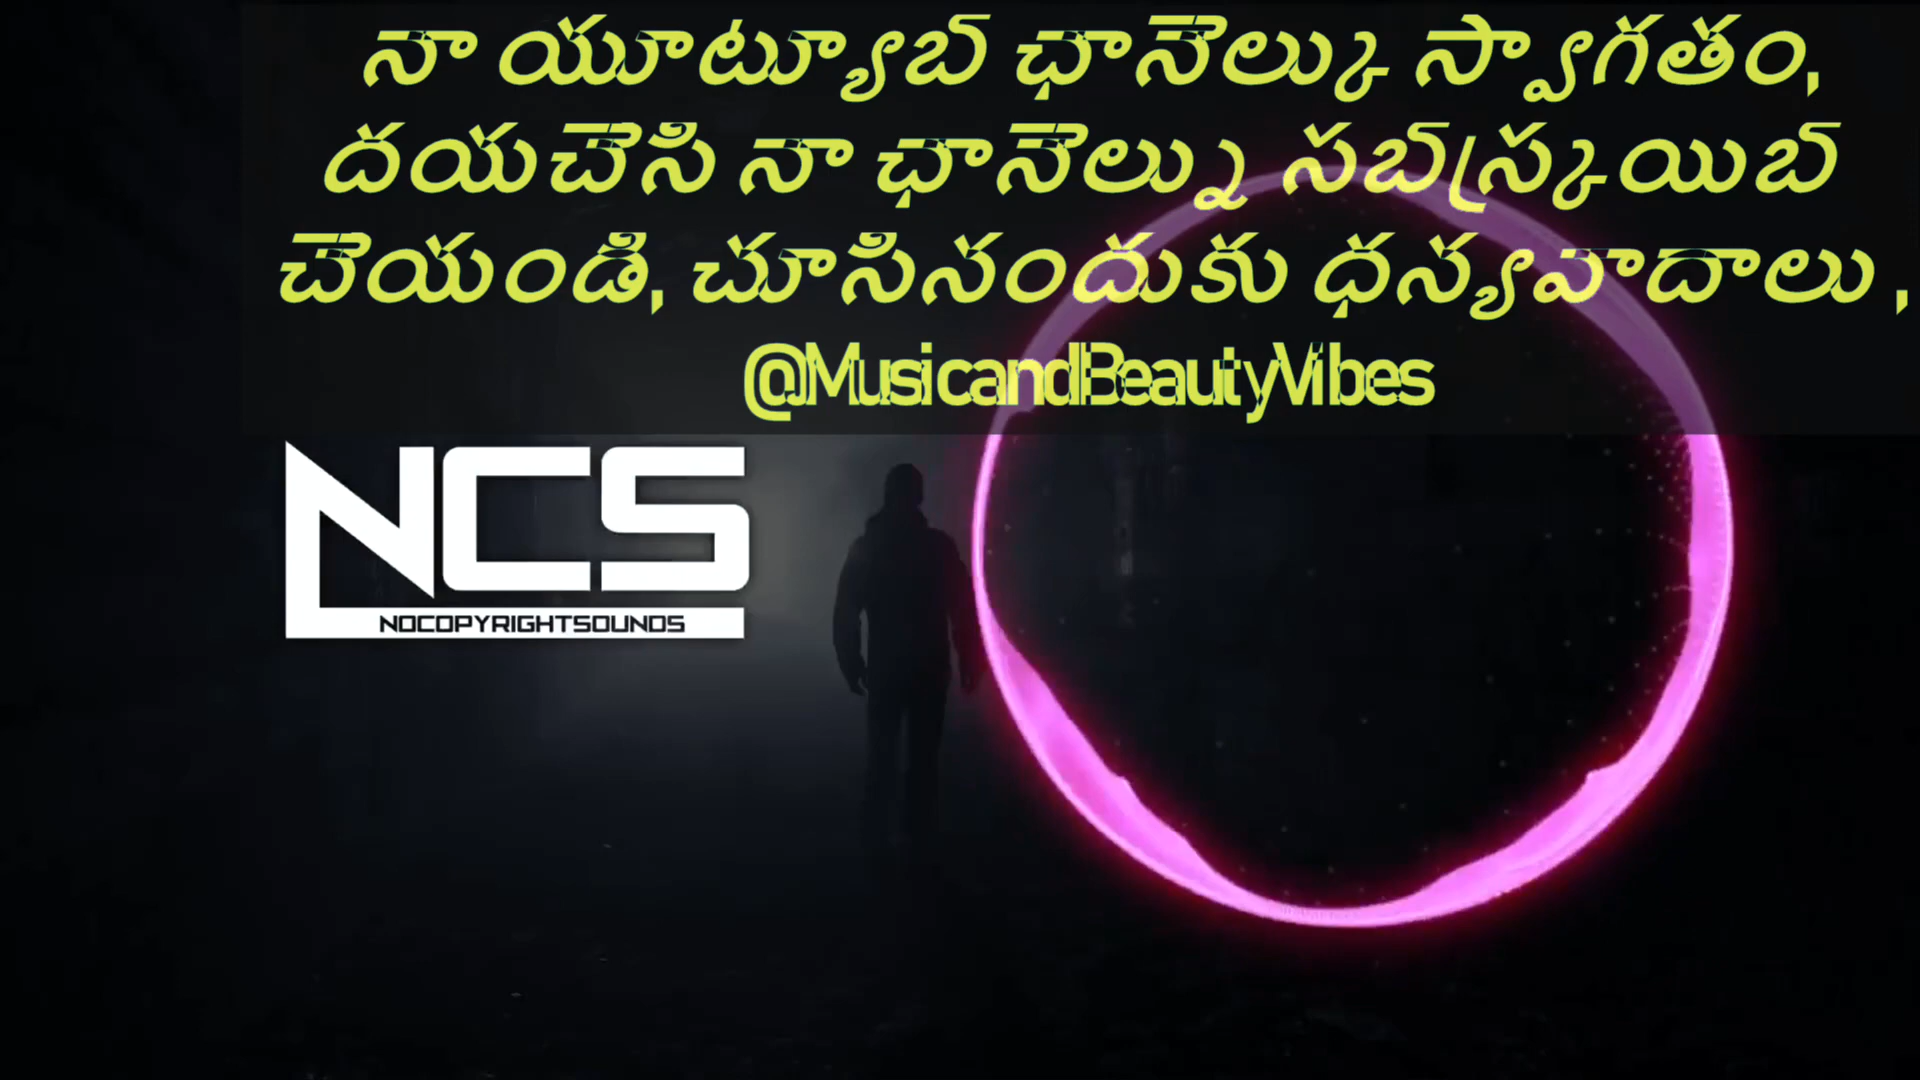 నా యూట్యూబ్ ఛానెల్కు స్వాగతం,
దయచేసి నా ఛానెల్ను సబ్‌స్క్రయిబ్
చేయండి, చూసినందుకు ధన్యవాదాలు ,
@MusicandBeautyVibes
NCS
NOCOPYRIGHTSOUNDS